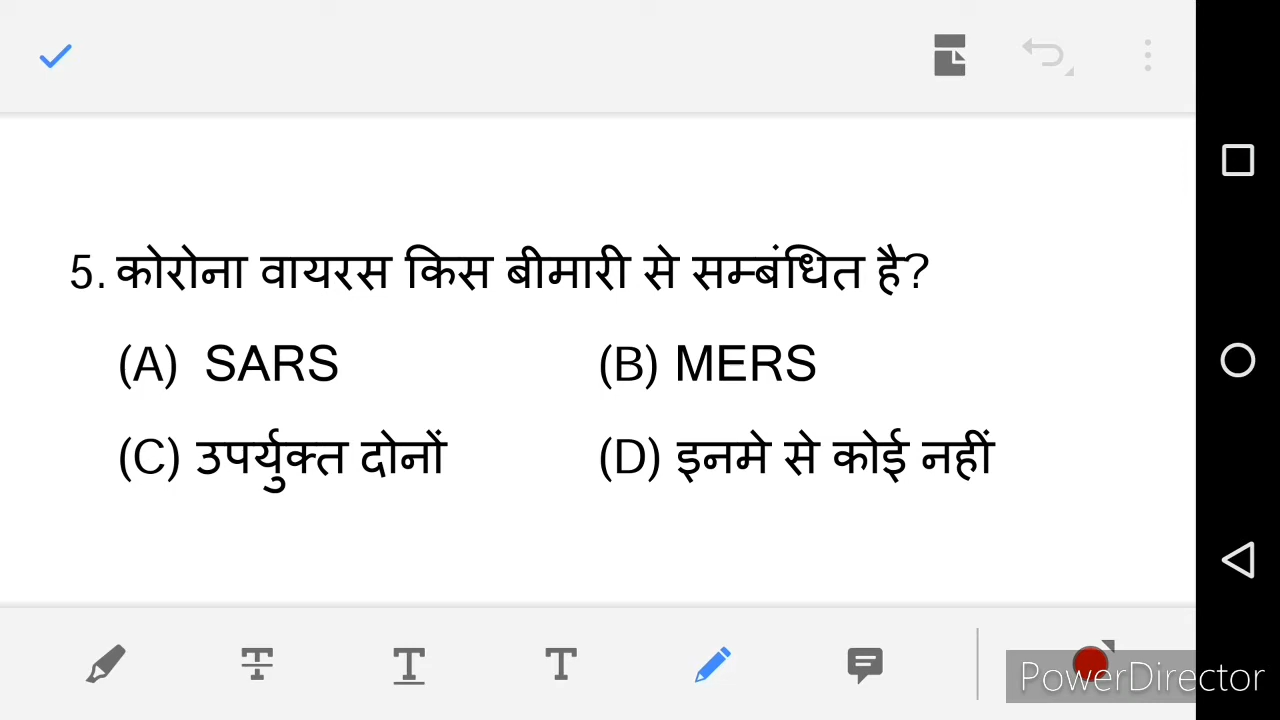 5. कोरोना वायरस किस बीमारी से सम्बंधित है?
(A) SARS (B) MERS
(C) उपर्युक्त दोनों (D) इनमे से कोई नहीं
PowerDirector